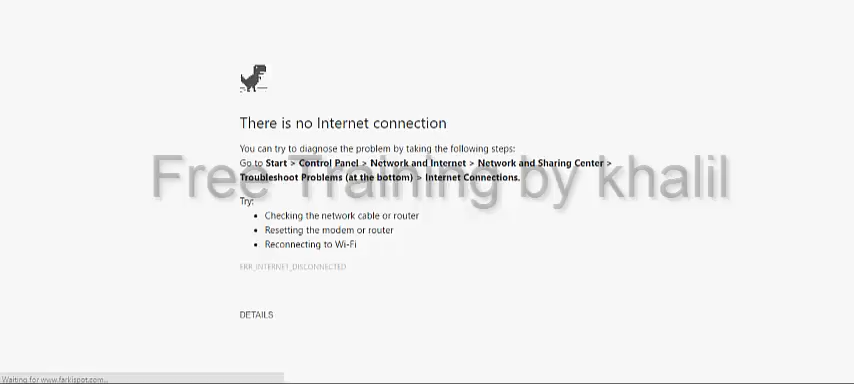 There is no Internet connection
You can try to diagnose the problem by taking the following steps:
Go to Start > Control Panel > Network and Internet > Network and Sharing Center >
Troubleshoot Problems (at the bottom) > Internet Connections.
Free Training by khalil
Try:
• Checking the network cable or router
• Resetting the modem or router
• Reconnecting to Wi-Fi
ERR_INTERNET_DISCONNECTED
DETAILS
Waiting for www.farkispot.com...